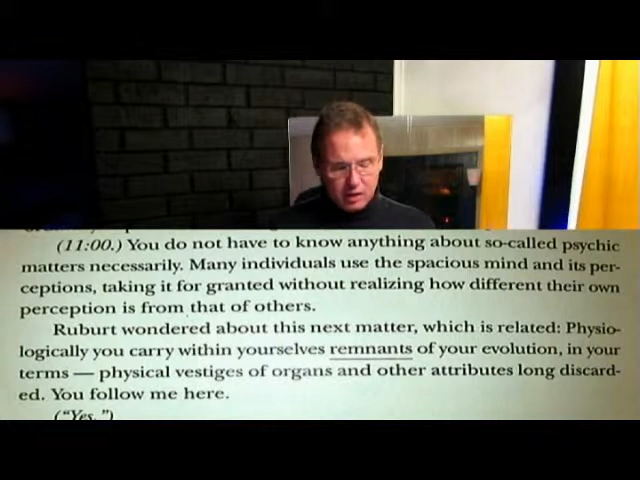 (11:00.) You do not have to know anything about so-called psychic
matters necessarily. Many individuals use the spacious mind and its per-
ceptions, taking it for granted without realizing how different their own
perception is from that of others.
Ruburt wondered about this next matter, which is related: Physio-
logically you carry within yourselves remnants of your evolution, in your
terms — physical vestiges of organs and other attributes long discard-
ed. You follow me here.
("Yes.")